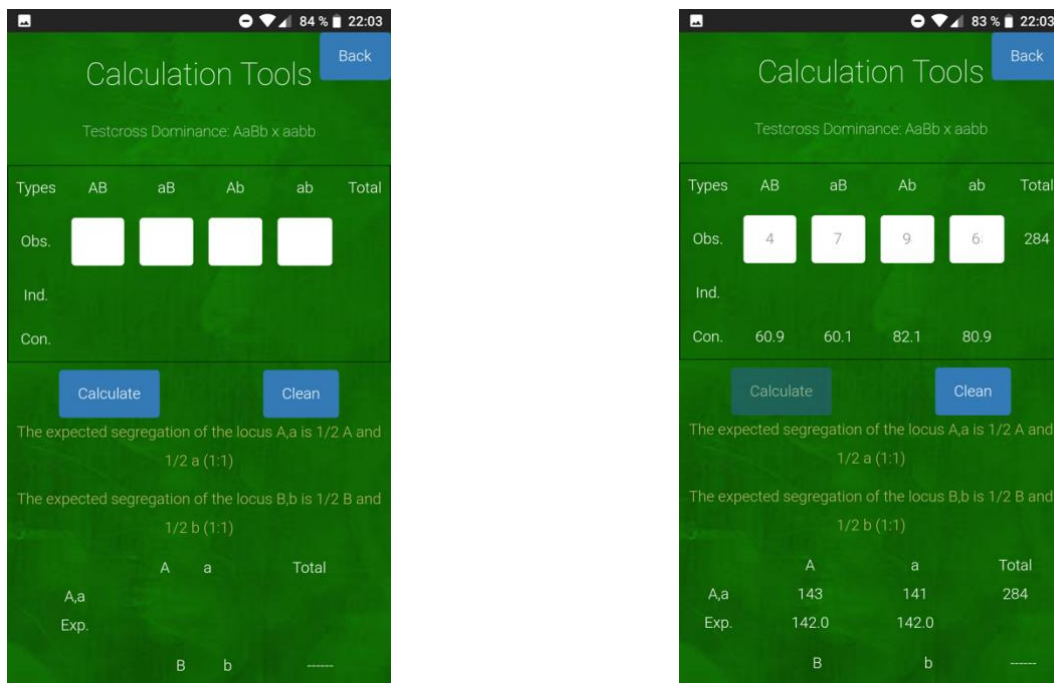 84 % 22:03
Back
Calculation Tools
Testcross Dominance: AaBb x aabb
Types AB aB Ab ab Total
Obs.
Ind.
Con.
Calculate Clean
The expected segregation of the locus A,a is 1/2 A and
1/2 a (1:1)
The expected segregation of the locus B,b is 1/2 B and
1/2 b (1:1)
A a Total
A,a
Exp.
B b ------
83 % 22:03
Back
Calculation Tools
Testcross Dominance: AaBb x aabb
Types AB aB Ab ab Total
Obs. 4 7 9 6 284
Ind.
Con. 60.9 60.1 82.1 80.9
Calculate Clean
The expected segregation of the locus A,a is 1/2 A and
1/2 a (1:1)
The expected segregation of the locus B,b is 1/2 B and
1/2 b (1:1)
A a Total
A,a 143 141 284
Exp. 142.0 142.0
B b ------